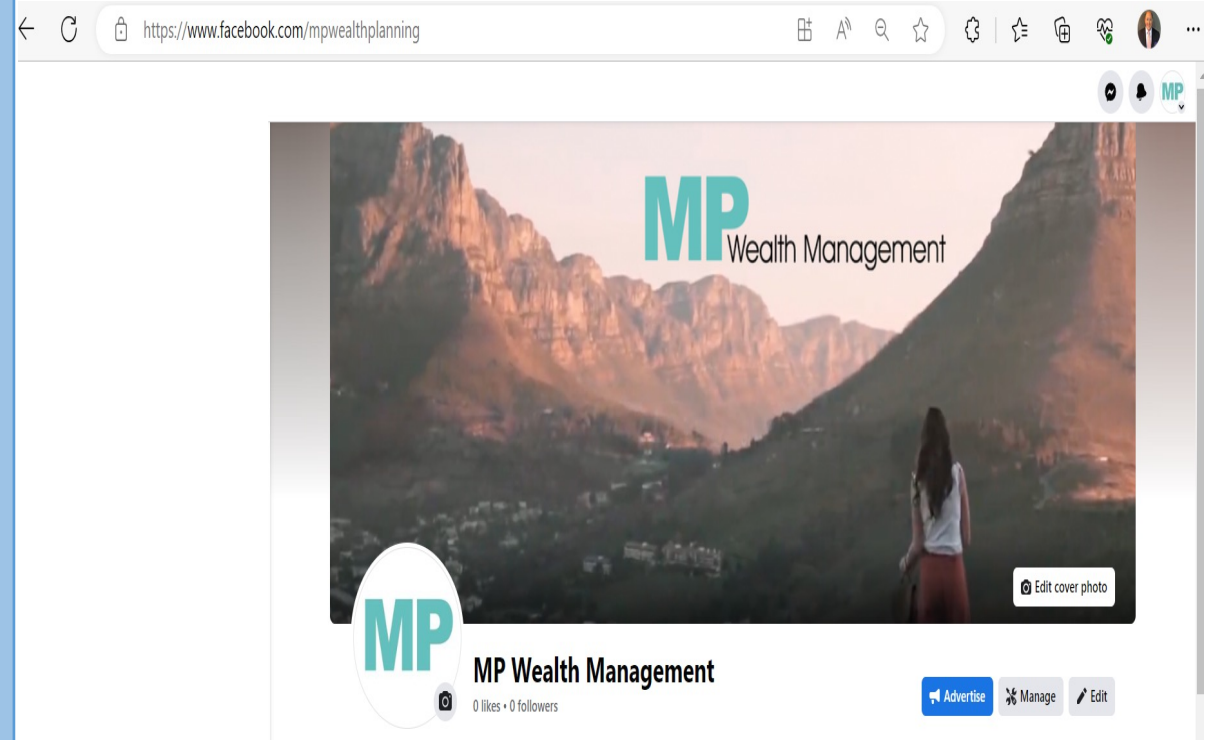 https://www.facebook.com/mpwealthplanning
MP
MP
Wealth Management
Edit cover photo
MP
MP Wealth Management
0 likes • 0 followers
Advertise
Manage
Edit